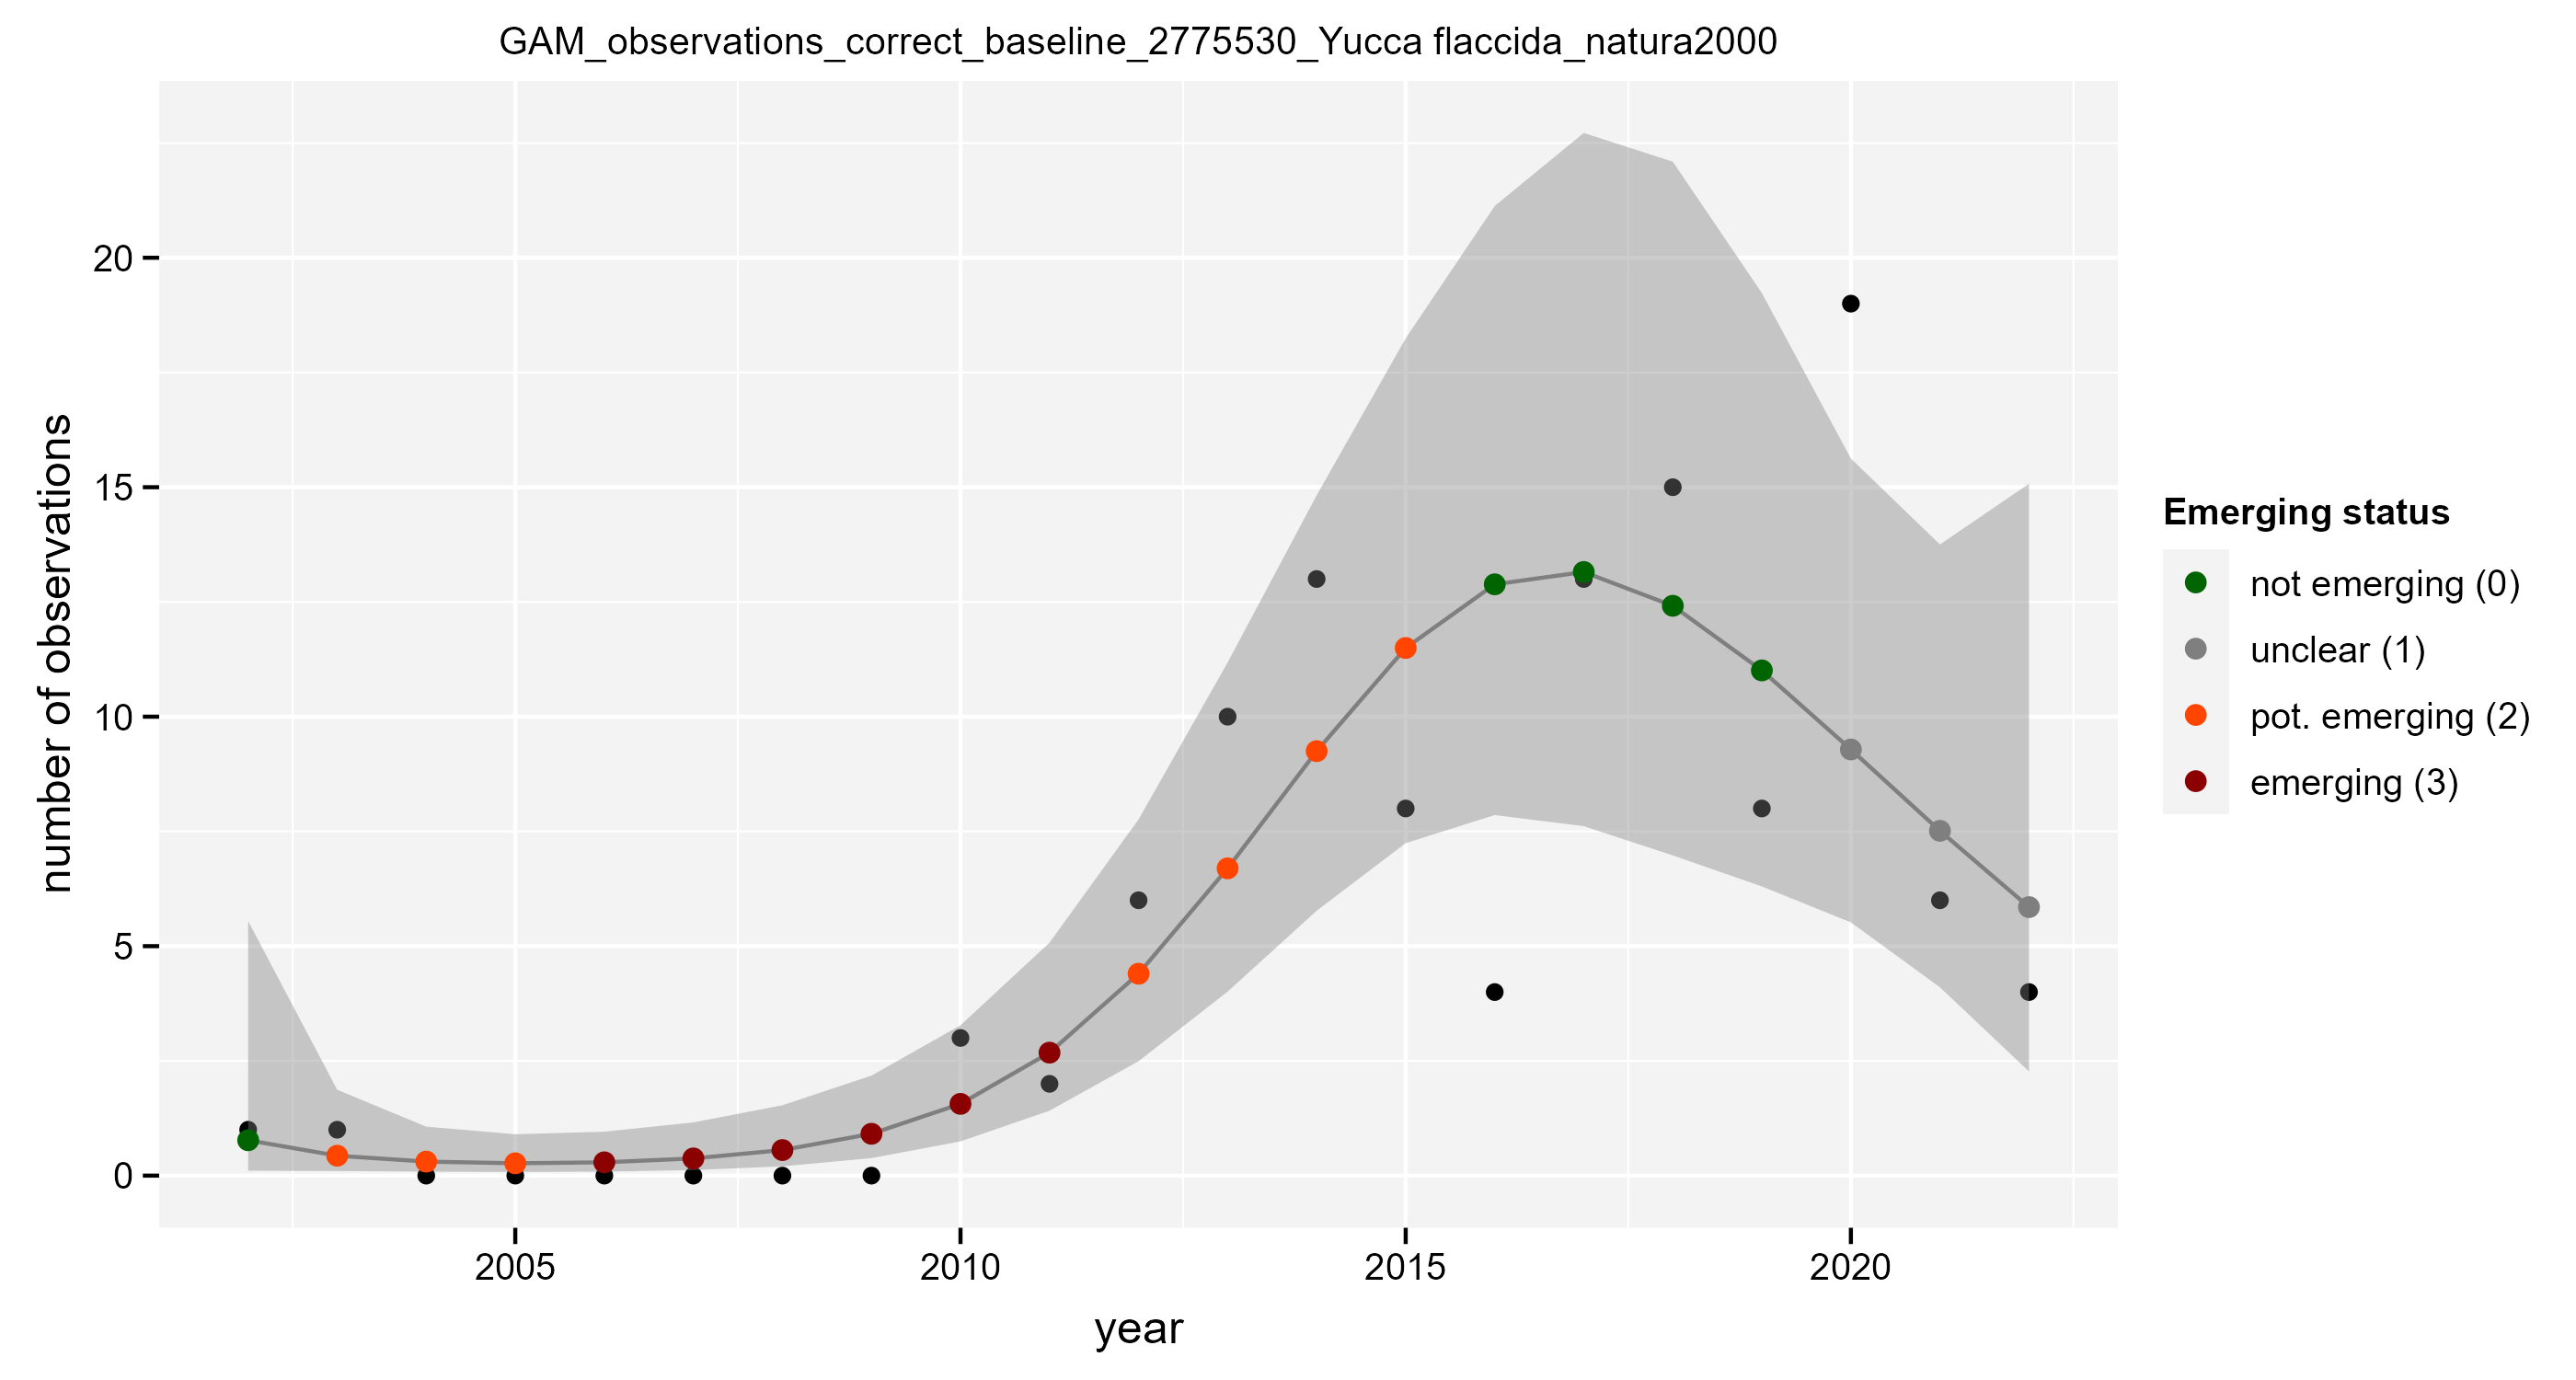 GAM_observations_correct_baseline_2775530_Yucca flaccida_natura2000
number of observations
20
15
10
5
0
2005
2010
2015
2020
year
Emerging status
not emerging (0)
unclear (1)
pot. emerging (2)
emerging (3)